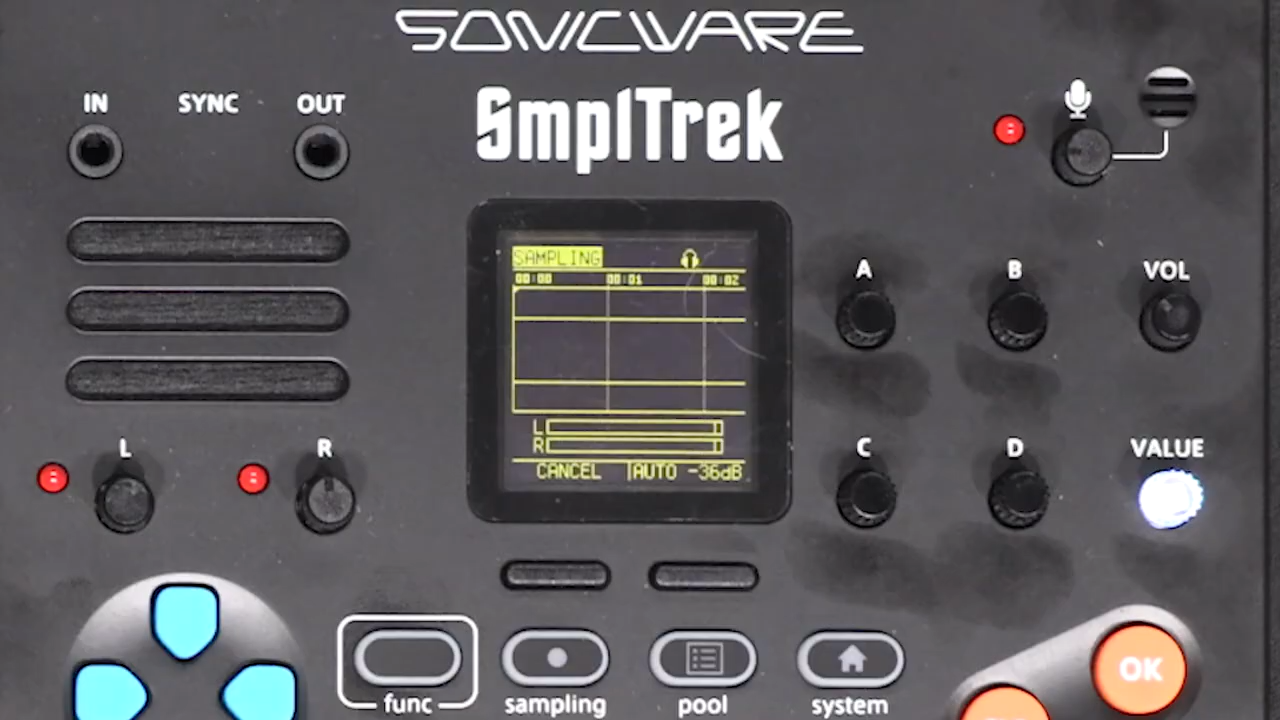 SONICWARE
SmplTrek
IN SYNC OUT
SAMPLING
00:00 00:01 00:02
A B VOL
L R
L
R
C D VALUE
CANCEL AUTO -36dB
func sampling pool system
OK